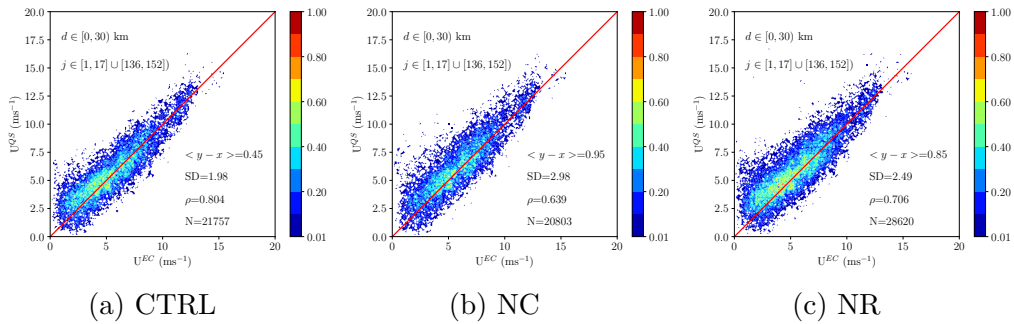 20.0
17.5
15.0
12.5
10.0
7.5
5.0
2.5
0.0
U^{QS} (ms^{-1})
d ∈ [0, 30) km
j ∈ [1, 17] ∪ [136, 152])
< y − x >=0.45
SD=1.98
ρ=0.804
N=21757
0 5 10 15 20
U^{EC} (ms^{-1})
1.00
0.80
0.60
0.40
0.20
0.01
(a) CTRL
20.0
17.5
15.0
12.5
10.0
7.5
5.0
2.5
0.0
U^{QS} (ms^{-1})
d ∈ [0, 30) km
j ∈ [1, 17] ∪ [136, 152])
< y − x >=0.95
SD=2.98
ρ=0.639
N=20803
0 5 10 15 20
U^{EC} (ms^{-1})
1.00
0.80
0.60
0.40
0.20
0.01
(b) NC
20.0
17.5
15.0
12.5
10.0
7.5
5.0
2.5
0.0
U^{QS} (ms^{-1})
d ∈ [0, 30) km
j ∈ [1, 17] ∪ [136, 152])
< y − x >=0.85
SD=2.49
ρ=0.706
N=28620
0 5 10 15 20
U^{EC} (ms^{-1})
1.00
0.80
0.60
0.40
0.20
0.01
(c) NR